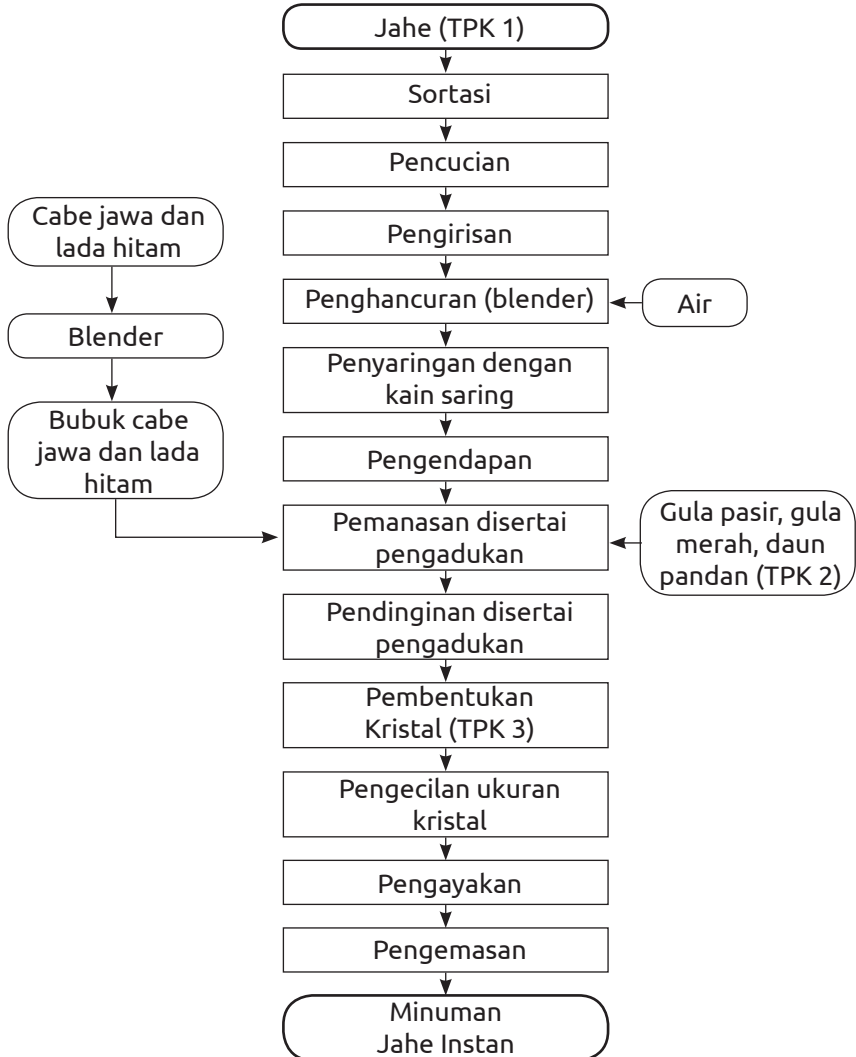 Jahe (TPK 1)
Sortasi
Pencucian
Pengirisan
Cabe jawa dan
lada hitam
Blender
Bubuk cabe
jawa dan lada
hitam
Penghancuran (blender)
Air
Penyaringan dengan
kain saring
Pengendapan
Pemanasan disertai
pengadukan
Gula pasir, gula
merah, daun
pandan (TPK 2)
Pendinginan disertai
pengadukan
Pembentukan
Kristal (TPK 3)
Pengecilan ukuran
kristal
Pengayakan
Pengemasan
Minuman
Jahe Instan